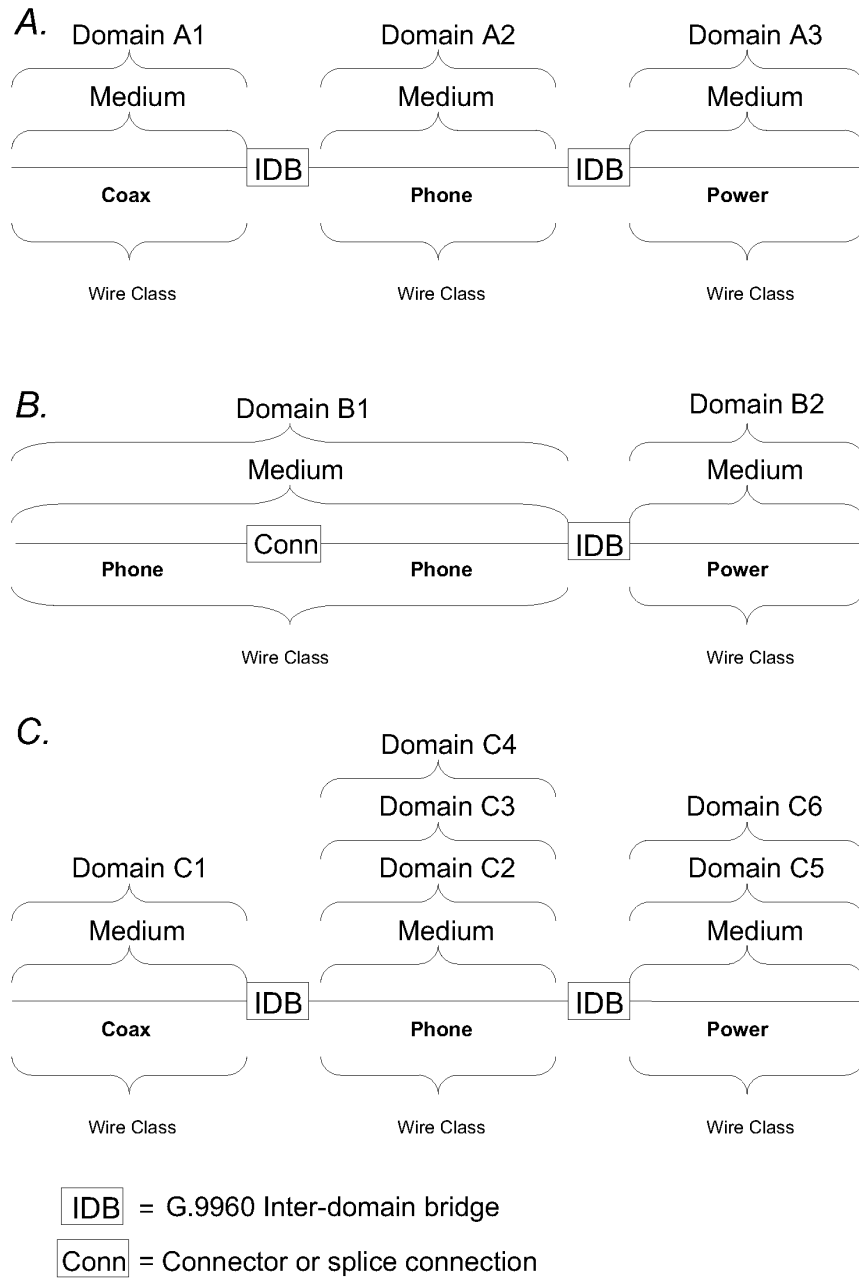 A.
Domain A1 Domain A2 Domain A3
Medium Medium Medium
IDB IDB
Coax Phone Power
Wire Class Wire Class Wire Class
B.
Domain B1 Domain B2
Medium Medium
Conn IDB
Phone Phone Power
Wire Class Wire Class
C.
Domain C4
Domain C3 Domain C6
Domain C1 Domain C2 Domain C5
Medium Medium Medium
IDB IDB
Coax Phone Power
Wire Class Wire Class Wire Class
IDB = G.9960 Inter-domain bridge
Conn = Connector or splice connection